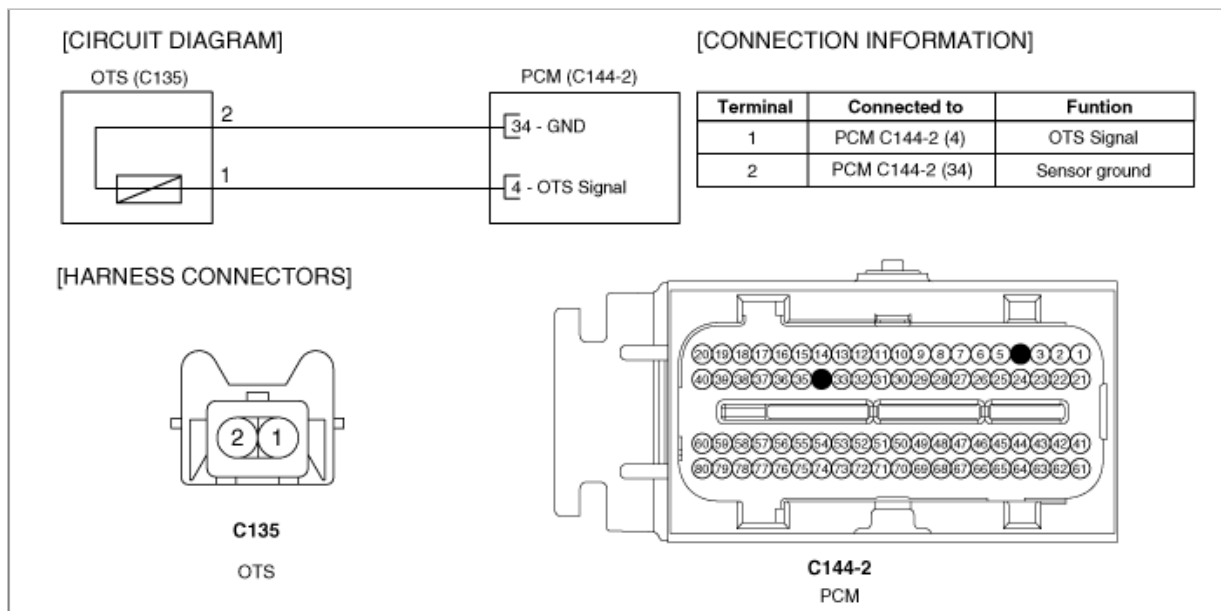 [CIRCUIT DIAGRAM]
OTS (C135)
PCM (C144-2)
2
34 - GND
1
4 - OTS Signal
[CONNECTION INFORMATION]
Terminal Connected to Funtion
1 PCM C144-2 (4) OTS Signal
2 PCM C144-2 (34) Sensor ground
[HARNESS CONNECTORS]
2 1
C135
OTS
20 19 18 17 16 15 14 13 12 11 10 9 8 7 6 5 3 2 1
40 39 38 37 36 35 33 32 31 30 29 28 27 26 25 24 23 22 21
60 59 58 57 56 55 54 53 52 51 50 49 48 47 46 45 44 43 42 41
80 79 78 77 76 75 74 73 72 71 70 69 68 67 66 65 64 63 62 61
C144-2
PCM